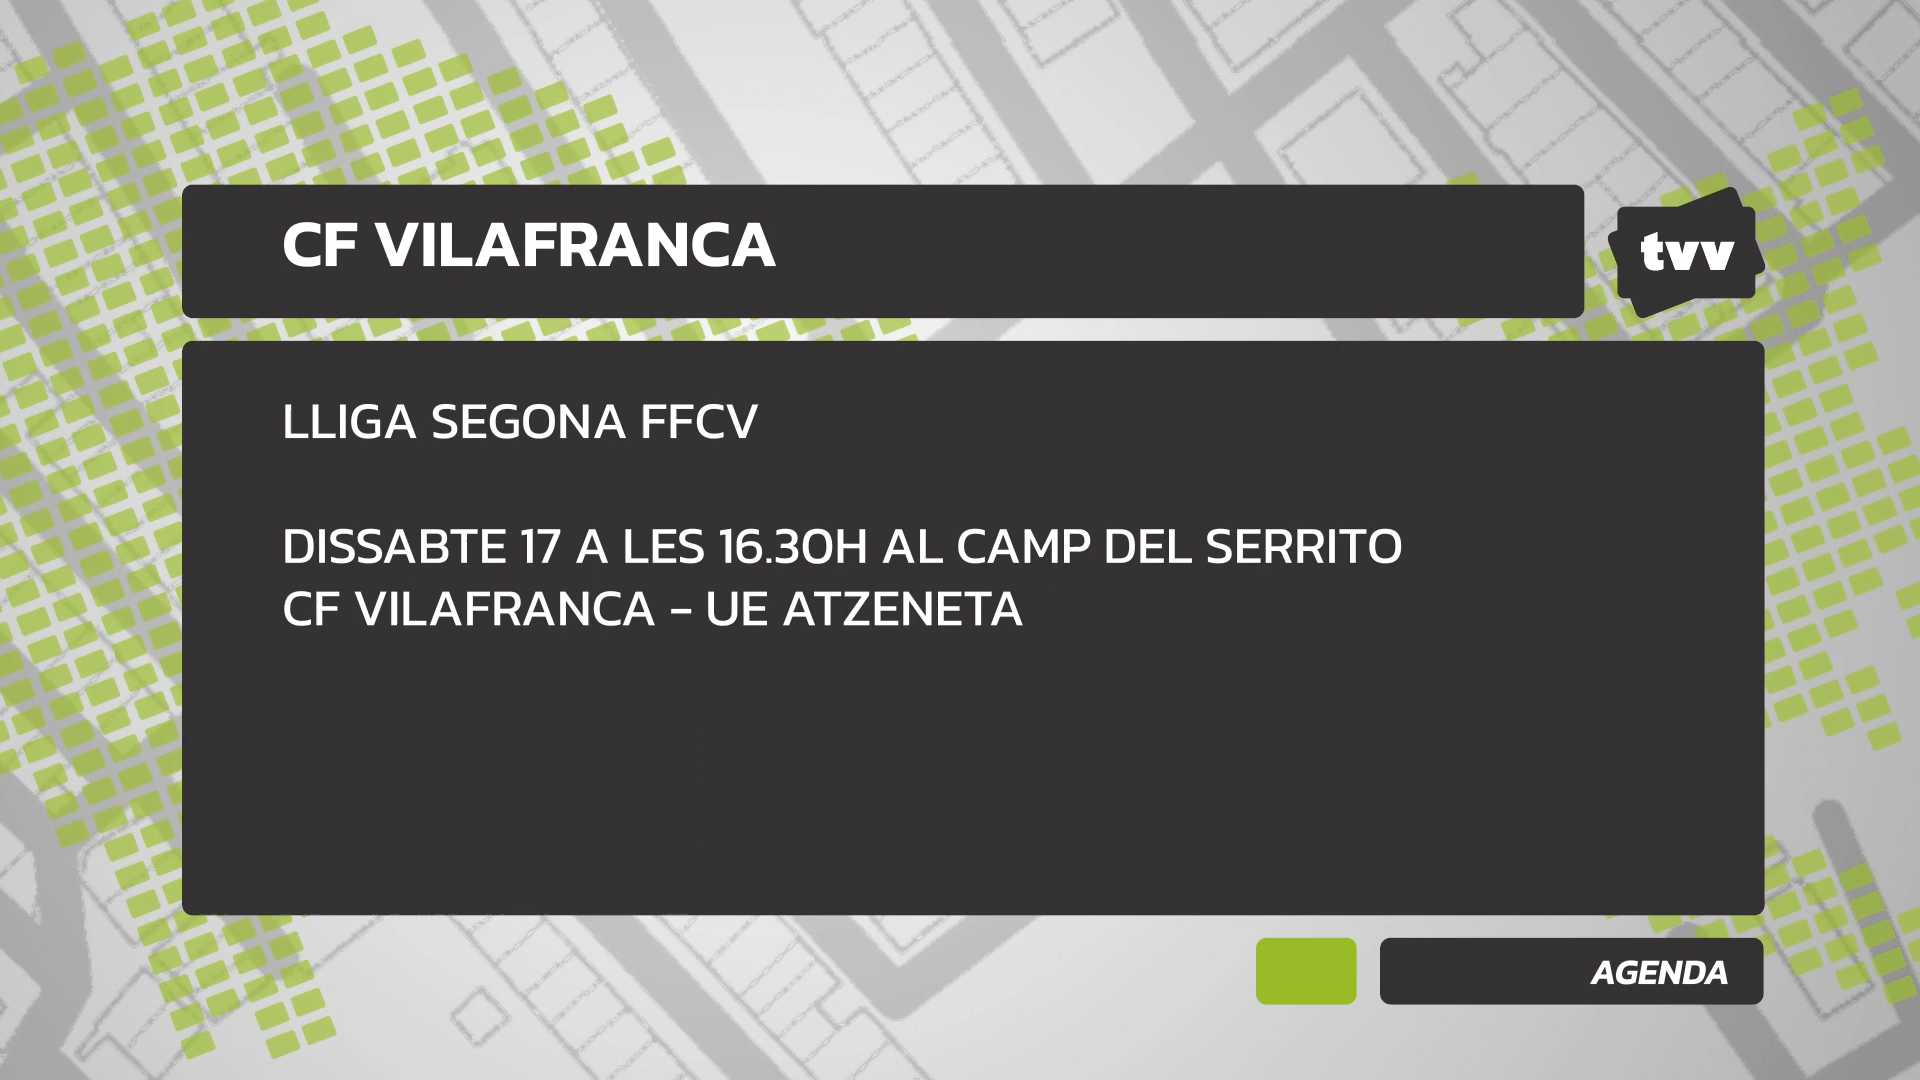 CF VILAFRANCA
tvv
LLIGA SEGONA FFCV
DISSABTE 17 A LES 16.30H AL CAMP DEL SERRITO
CF VILAFRANCA - UE ATZENETA
AGENDA